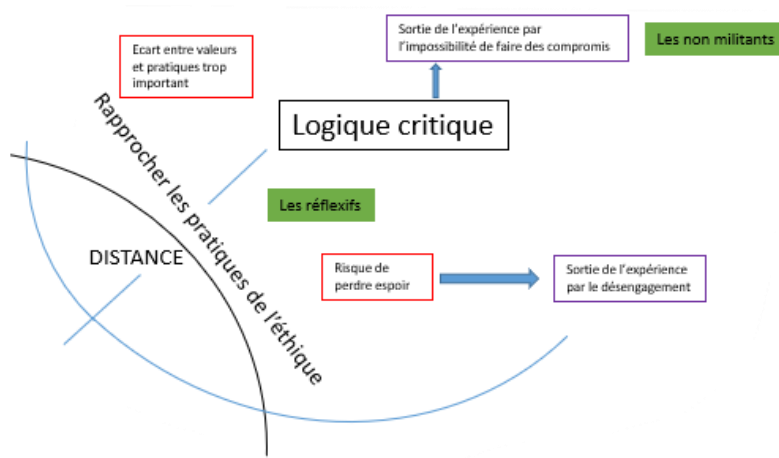 Sortie de l'expérience par
l'impossibilité de faire des compromis
Les non militants
Ecart entre valeurs
et pratiques trop
important
Logique critique
Rapprocher les pratiques de l'éthique
Les réflexifs
DISTANCE
Risque de
perdre espoir
Sortie de l'expérience
par le désengagement